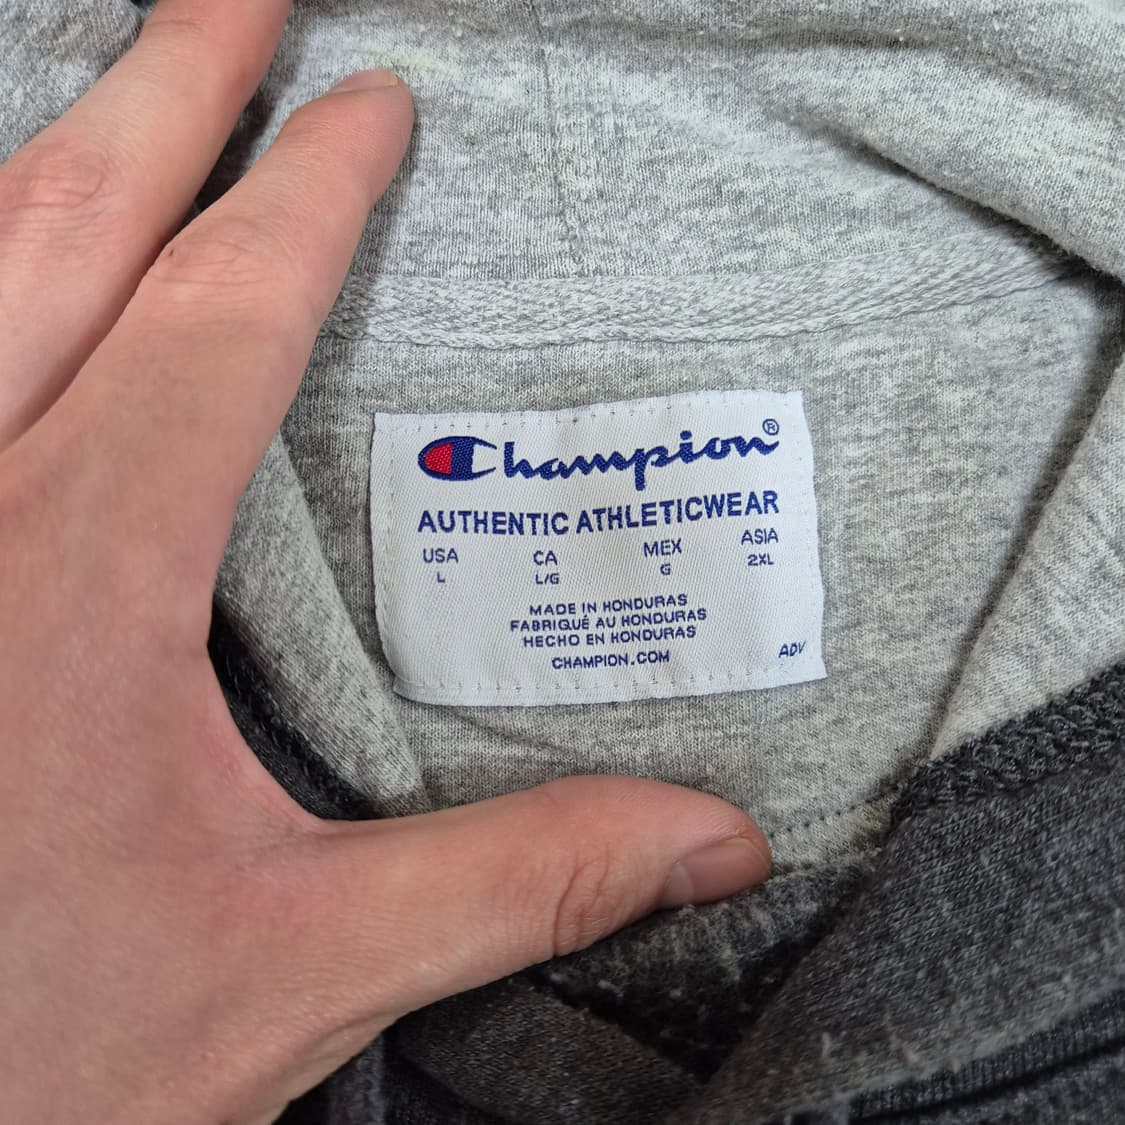 Champion®
AUTHENTIC ATHLETICWEAR
USA CA MEX ASIA
L L/G G 2XL
MADE IN HONDURAS
FABRIQUÉ AU HONDURAS
HECHO EN HONDURAS
CHAMPION.COM ADV